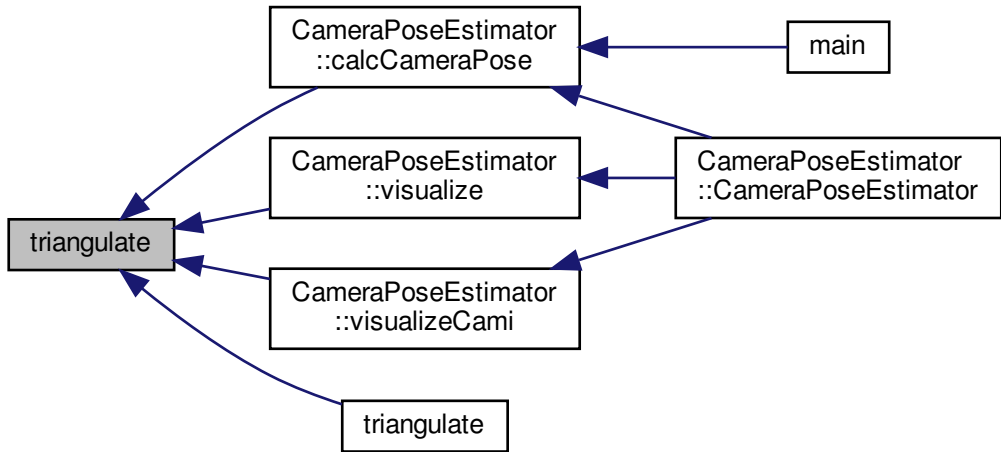 CameraPoseEstimator
::calcCameraPose
main
CameraPoseEstimator
::visualize
CameraPoseEstimator
::CameraPoseEstimator
triangulate
CameraPoseEstimator
::visualizeCami
triangulate